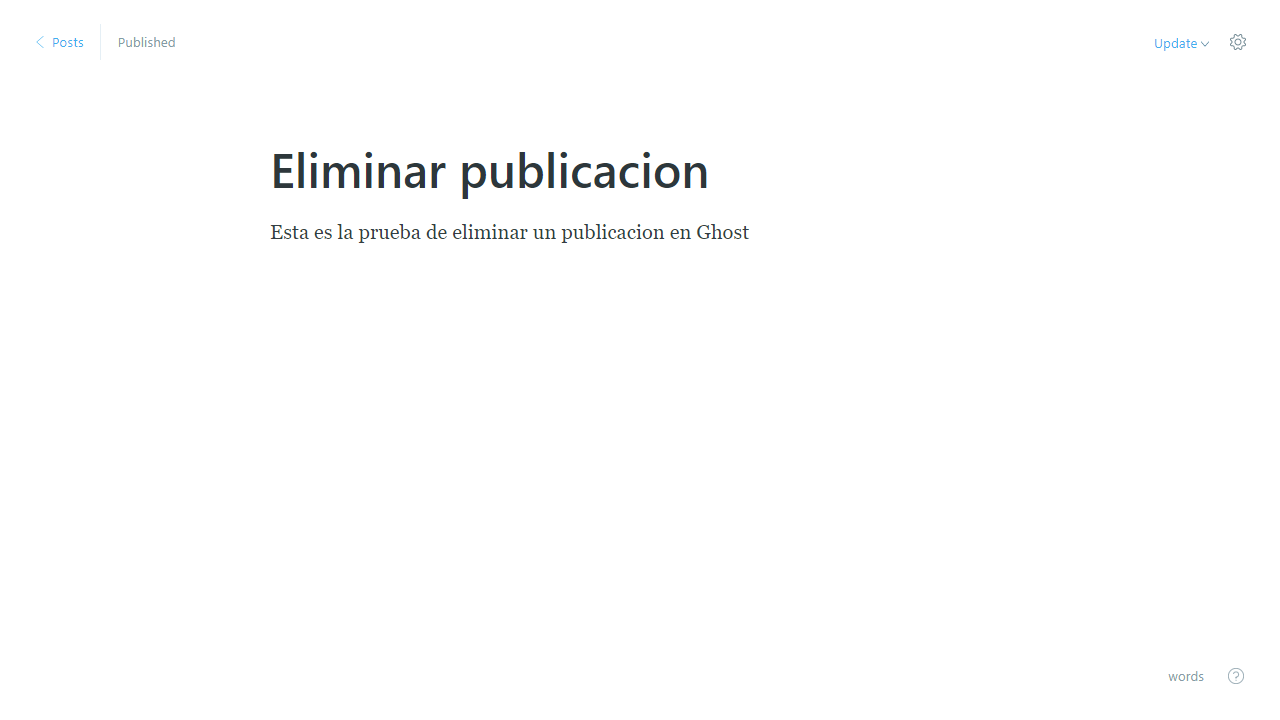 Posts
Published
Update
Eliminar publicacion
Esta es la prueba de eliminar un publicacion en Ghost
words